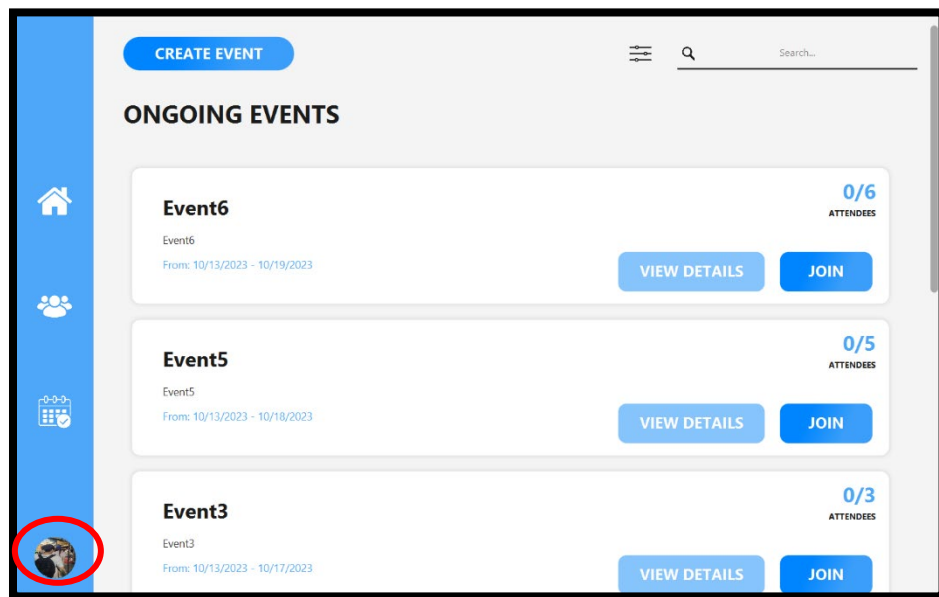 CREATE EVENT
Search...
ONGOING EVENTS
Event6
0/6
ATTENDEES
Event6
From: 10/13/2023 - 10/19/2023
VIEW DETAILS
JOIN
Event5
0/5
ATTENDEES
Event5
From: 10/13/2023 - 10/18/2023
VIEW DETAILS
JOIN
Event3
0/3
ATTENDEES
Event3
From: 10/13/2023 - 10/17/2023
VIEW DETAILS
JOIN